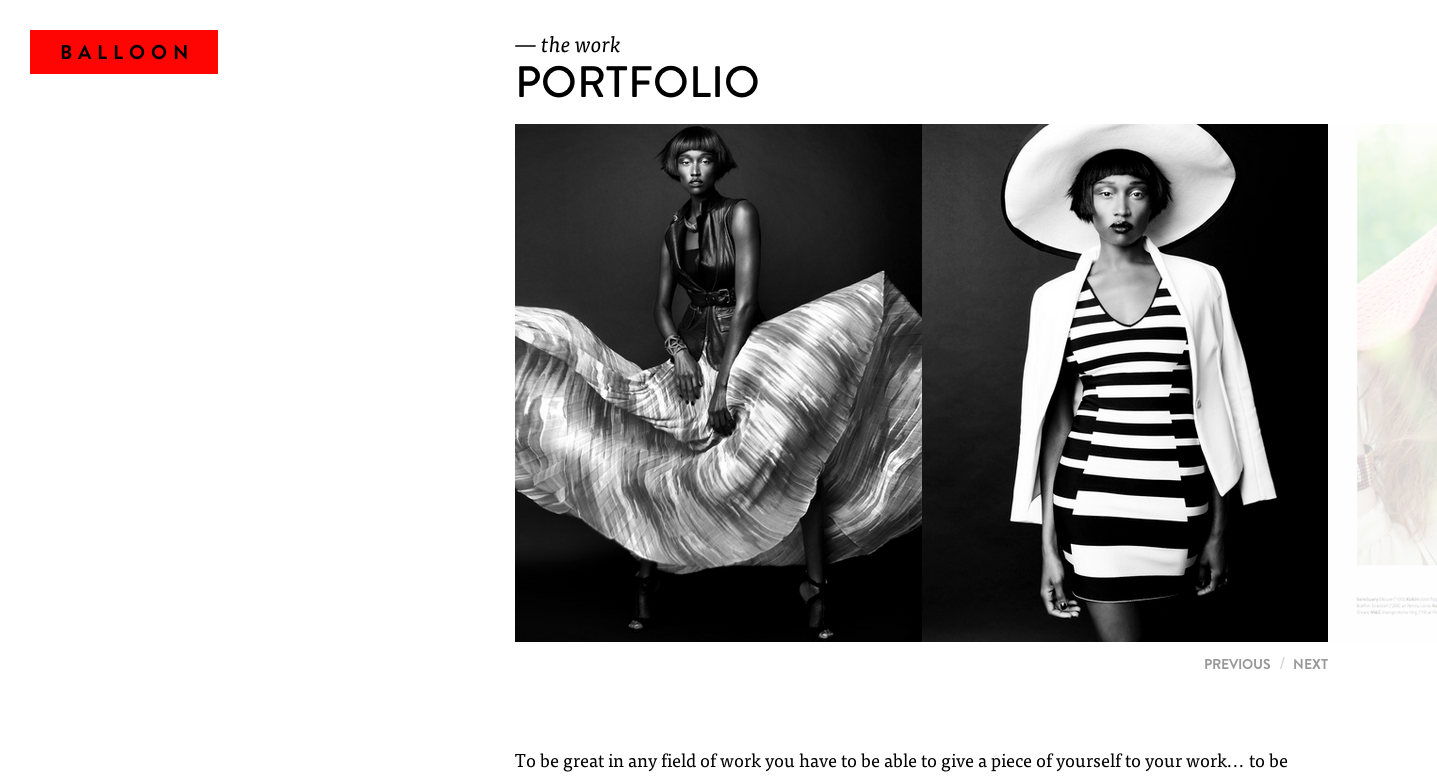 BALLOON
— the work
PORTFOLIO
PREVIOUS / NEXT
To be great in any field of work you have to be able to give a piece of yourself to your work… to be